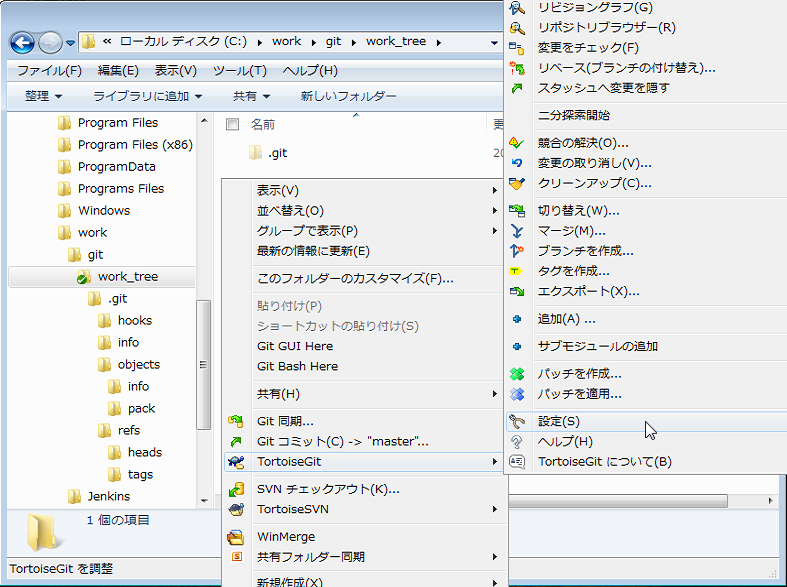 « ローカル ディスク (C:) ▸ work ▸ git ▸ work_tree ▸
ファイル(F) 編集(E) 表示(V) ツール(T) ヘルプ(H)
整理 ライブラリに追加 共有 新しいフォルダー
Program Files
Program Files (x86)
ProgramData
Programs Files
Windows
work
git
work_tree
.git
hooks
info
objects
info
pack
refs
heads
tags
Jenkins
名前
.git
20
表示(V)
並べ替え(O)
グループで表示(P)
最新の情報に更新(E)
このフォルダーのカスタマイズ(F)...
貼り付け(P)
ショートカットの貼り付け(S)
Git GUI Here
Git Bash Here
共有(H)
Git 同期...
Git コミット(C) -> "master"...
TortoiseGit
SVN チェックアウト(K)...
TortoiseSVN
WinMerge
共有フォルダー同期
新規作成(X)
リビジョングラフ(G)
リポジトリブラウザー(R)
変更をチェック(F)
リベース(ブランチの付け替え)...
スタッシュへ変更を隠す
二分探索開始
競合の解決(O)...
変更の取り消し(V)...
クリーンアップ(C)...
切り替え(W)...
マージ(M)...
ブランチを作成...
タグを作成...
エクスポート(X)...
追加(A) ...
サブモジュールの追加
パッチを作成...
パッチを適用...
設定(S)
ヘルプ(H)
TortoiseGit について(B)
1 個の項目
TortoiseGit を調整